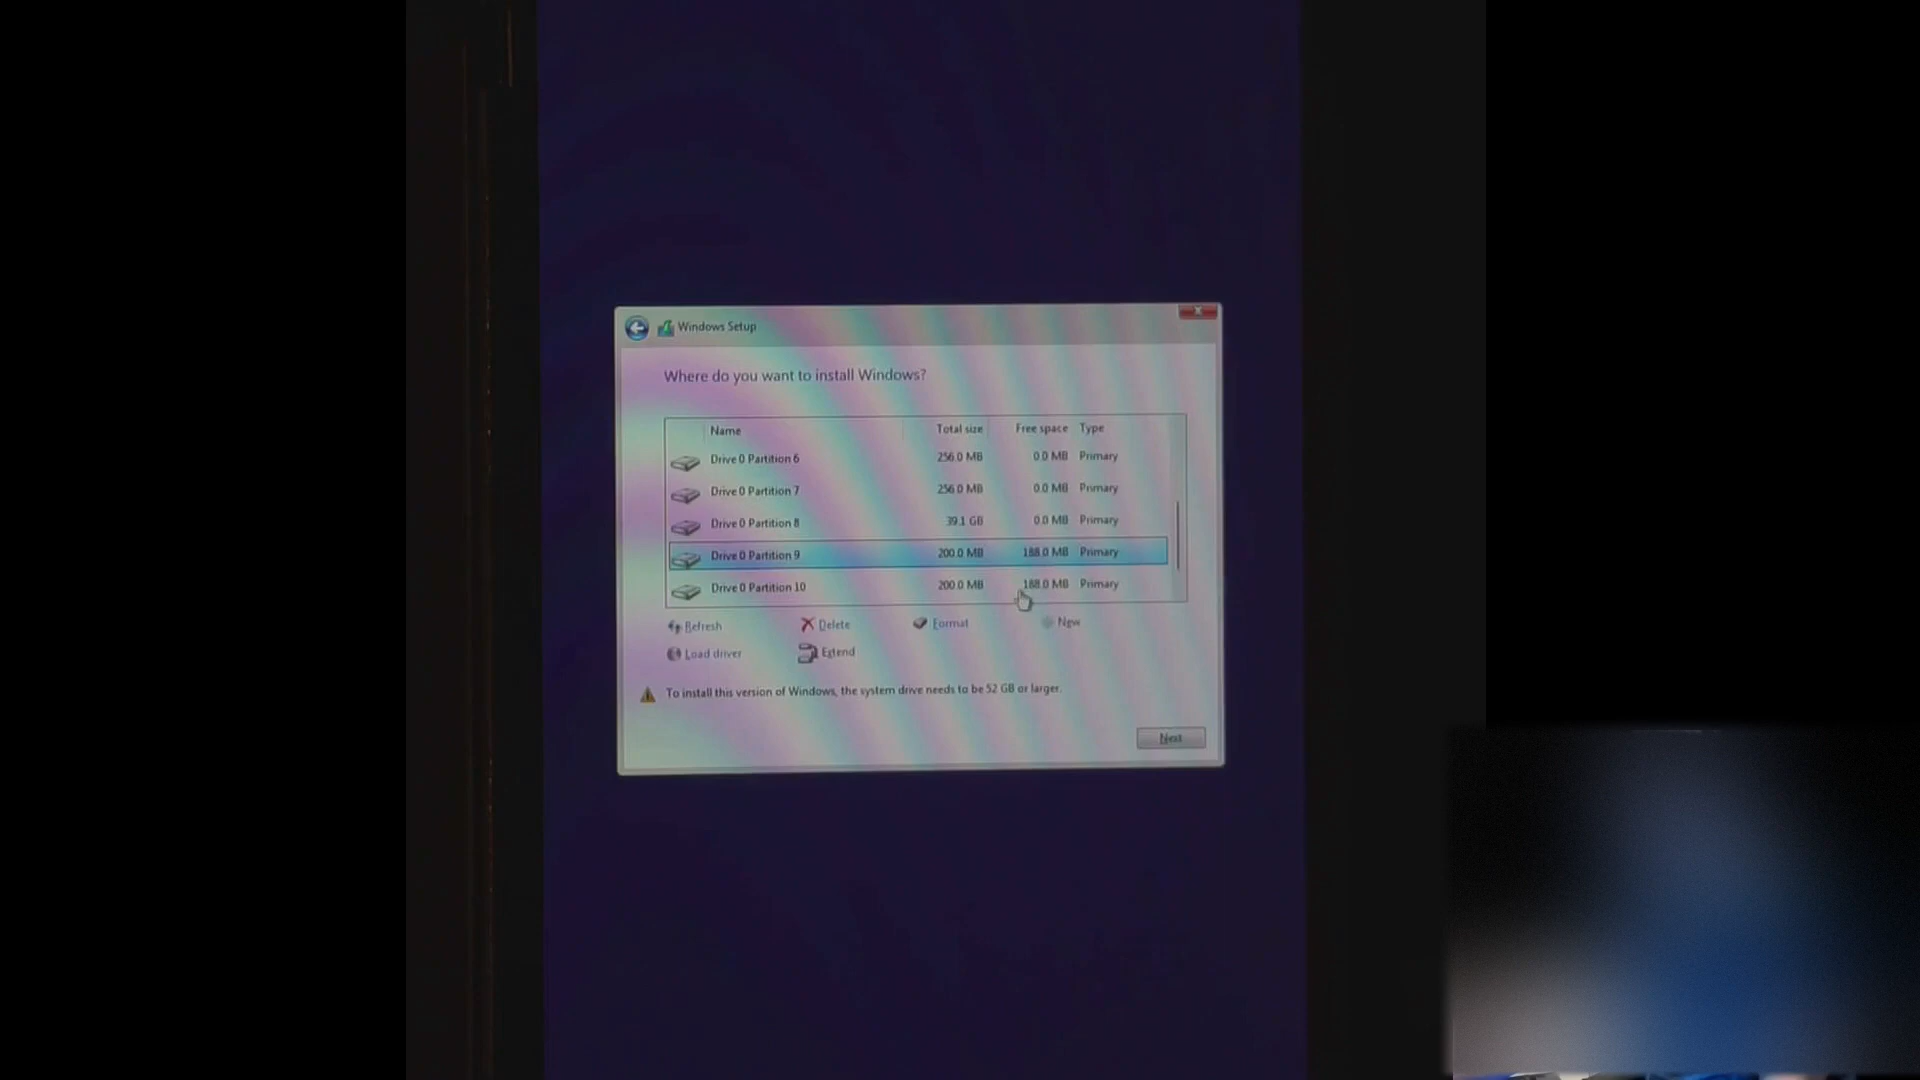 Windows Setup
Where do you want to install Windows?
Name Total size Free space Type
Drive 0 Partition 6 256.0 MB 0.0 MB Primary
Drive 0 Partition 7 256.0 MB 0.0 MB Primary
Drive 0 Partition 8 39.1 GB 0.0 MB Primary
Drive 0 Partition 9 200.0 MB 188.0 MB Primary
Drive 0 Partition 10 200.0 MB 188.0 MB Primary
Refresh Delete Format New
Load driver Extend
To install this version of Windows, the system drive needs to be 52 GB or larger.
Next